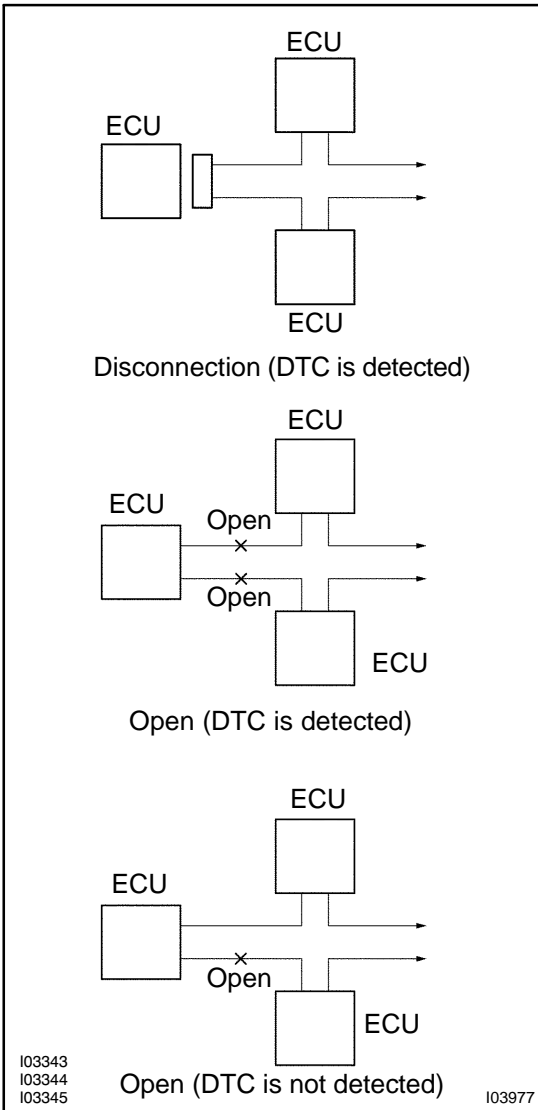 ECU
ECU
ECU
Disconnection (DTC is detected)
ECU
ECU
Open
Open
ECU
Open (DTC is detected)
ECU
ECU
Open
ECU
I03343
I03344
I03345
Open (DTC is not detected)
I03977